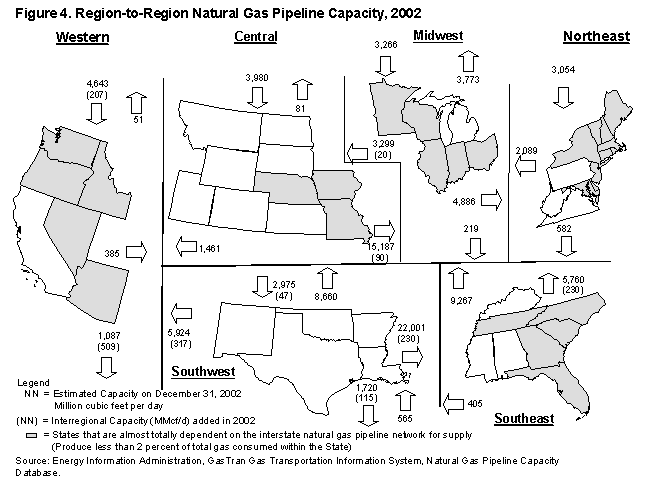 Figure 4. Region-to-Region Natural Gas Pipeline Capacity, 2002
Western
Central
Midwest
Northeast
4,643
(207)
51
3,980
81
3,266
3,773
3,054
3,299
(20)
2,089
4,886
385
1,461
15,187
(90)
219
582
1,087
(509)
5,924
(317)
2,975
(47)
8,660
9,267
5,760
(230)
22,001
(230)
Southwest
1,720
(115)
565
405
Southeast
Legend
NN = Estimated Capacity on December 31, 2002
Million cubic feet per day
(NN) = Interregional Capacity (MMcf/d) added in 2002
= States that are almost totally dependent on the interstate natural gas pipeline network for supply
(Produce less than 2 percent of total gas consumed within the State)
Source: Energy Information Administration, GasTran Gas Transportation Information System, Natural Gas Pipeline Capacity
Database.